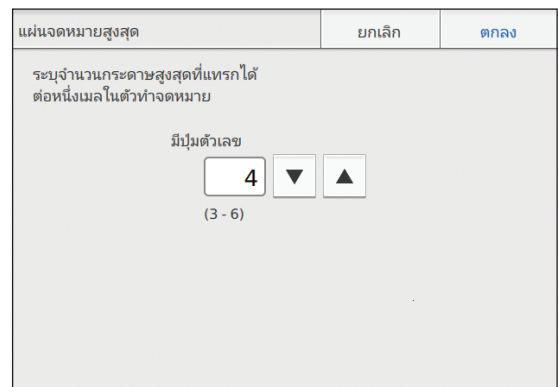 แผ่นจดหมายสูงสุด ยกเลิก ตกลง
ระบุจำนวนกระดาษสูงสุดที่แทรกได้
ต่อหนึ่งเมลในตัวทำจดหมาย
มีปุ่มตัวเลข
4 ▼ ▲
(3 - 6)